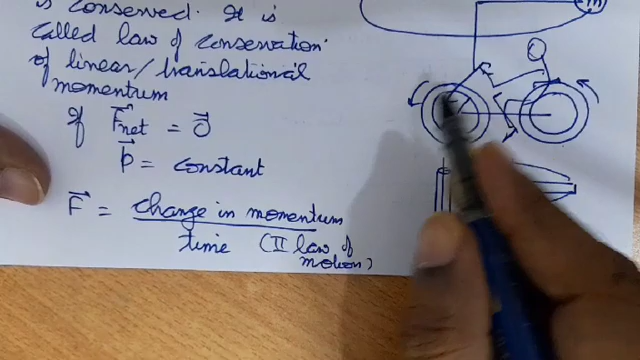 is conserved. It is
called law of conservation
of linear/translational
momentum
If F⃗net = 0⃗
p⃗ = constant
F⃗ = change in momentum
time (II law of
motion)
m